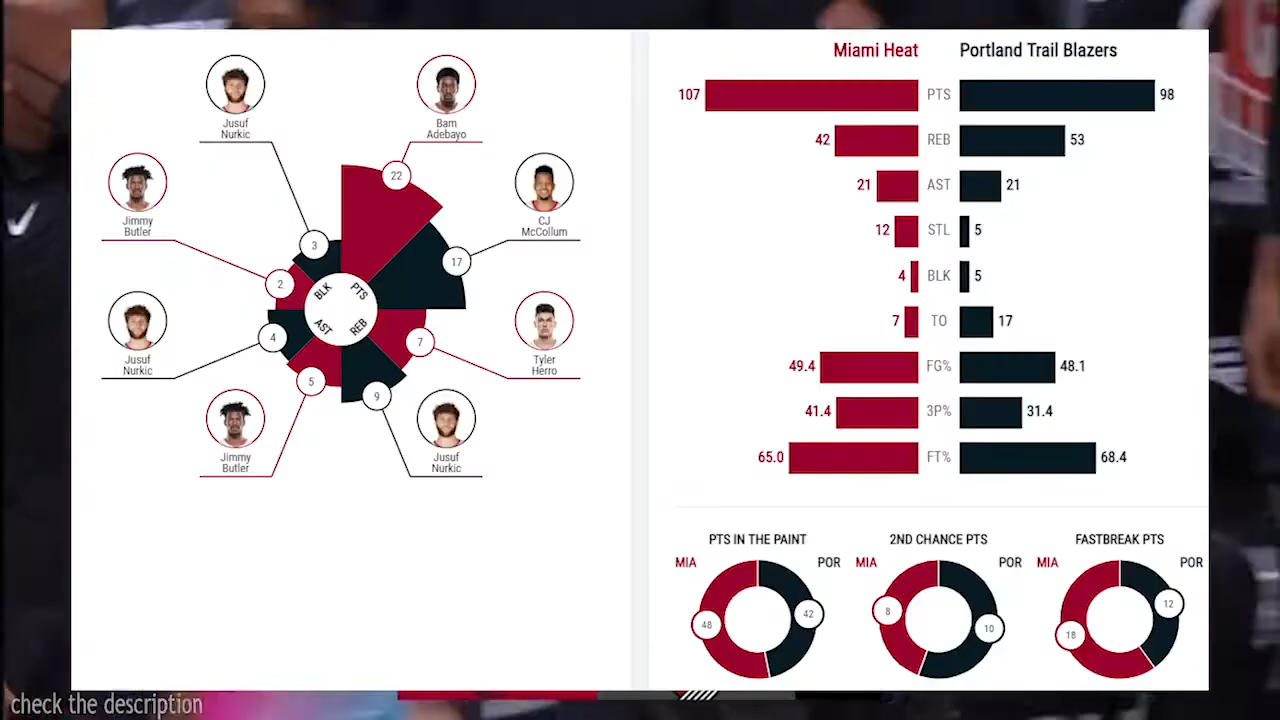 Jusuf
Nurkic
Bam
Adebayo
Jimmy
Butler
CJ
McCollum
Jusuf
Nurkic
Tyler
Herro
Jimmy
Butler
Jusuf
Nurkic
22
17
7
9
5
4
2
3
BLK
PTS
AST
REB
Miami Heat Portland Trail Blazers
107 PTS 98
42 REB 53
21 AST 21
12 STL 5
4 BLK 5
7 TO 17
49.4 FG% 48.1
41.4 3P% 31.4
65.0 FT% 68.4
PTS IN THE PAINT
MIA POR
48 42
2ND CHANCE PTS
MIA POR
8 10
FASTBREAK PTS
MIA POR
18 12
check the description